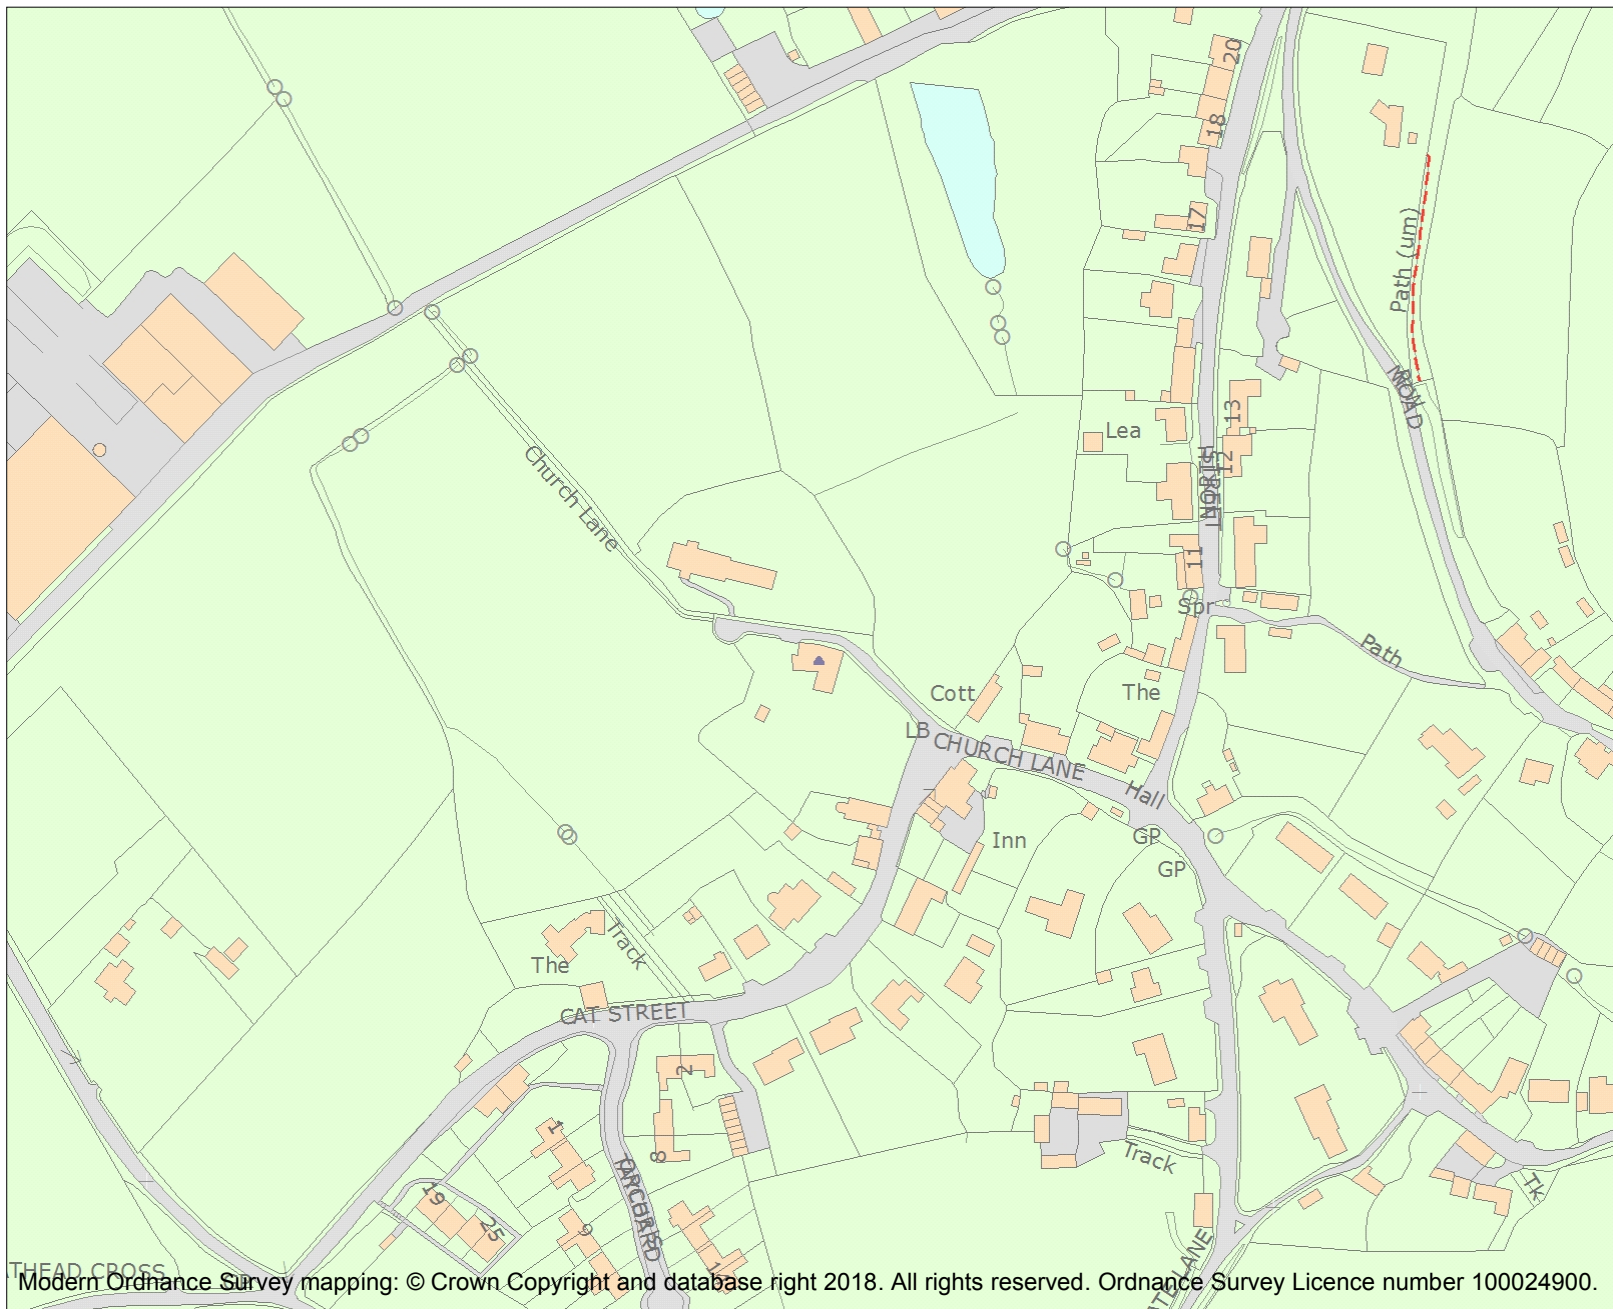 20
18
17
Path (um)
ROAD
Lea
13
12
NORTH
STREET
Church Lane
11
Spr
Path
Cott
The
LB
CHURCH LANE
Hall
Inn
GP
GP
Track
The
CAT STREET
2
1
8
Track
Tk
19
25
9
ORCHARD
THEAD CROSS
Modern Ordnance Survey mapping: © Crown Copyright and database right 2018. All rights reserved. Ordnance Survey Licence number 100024900.